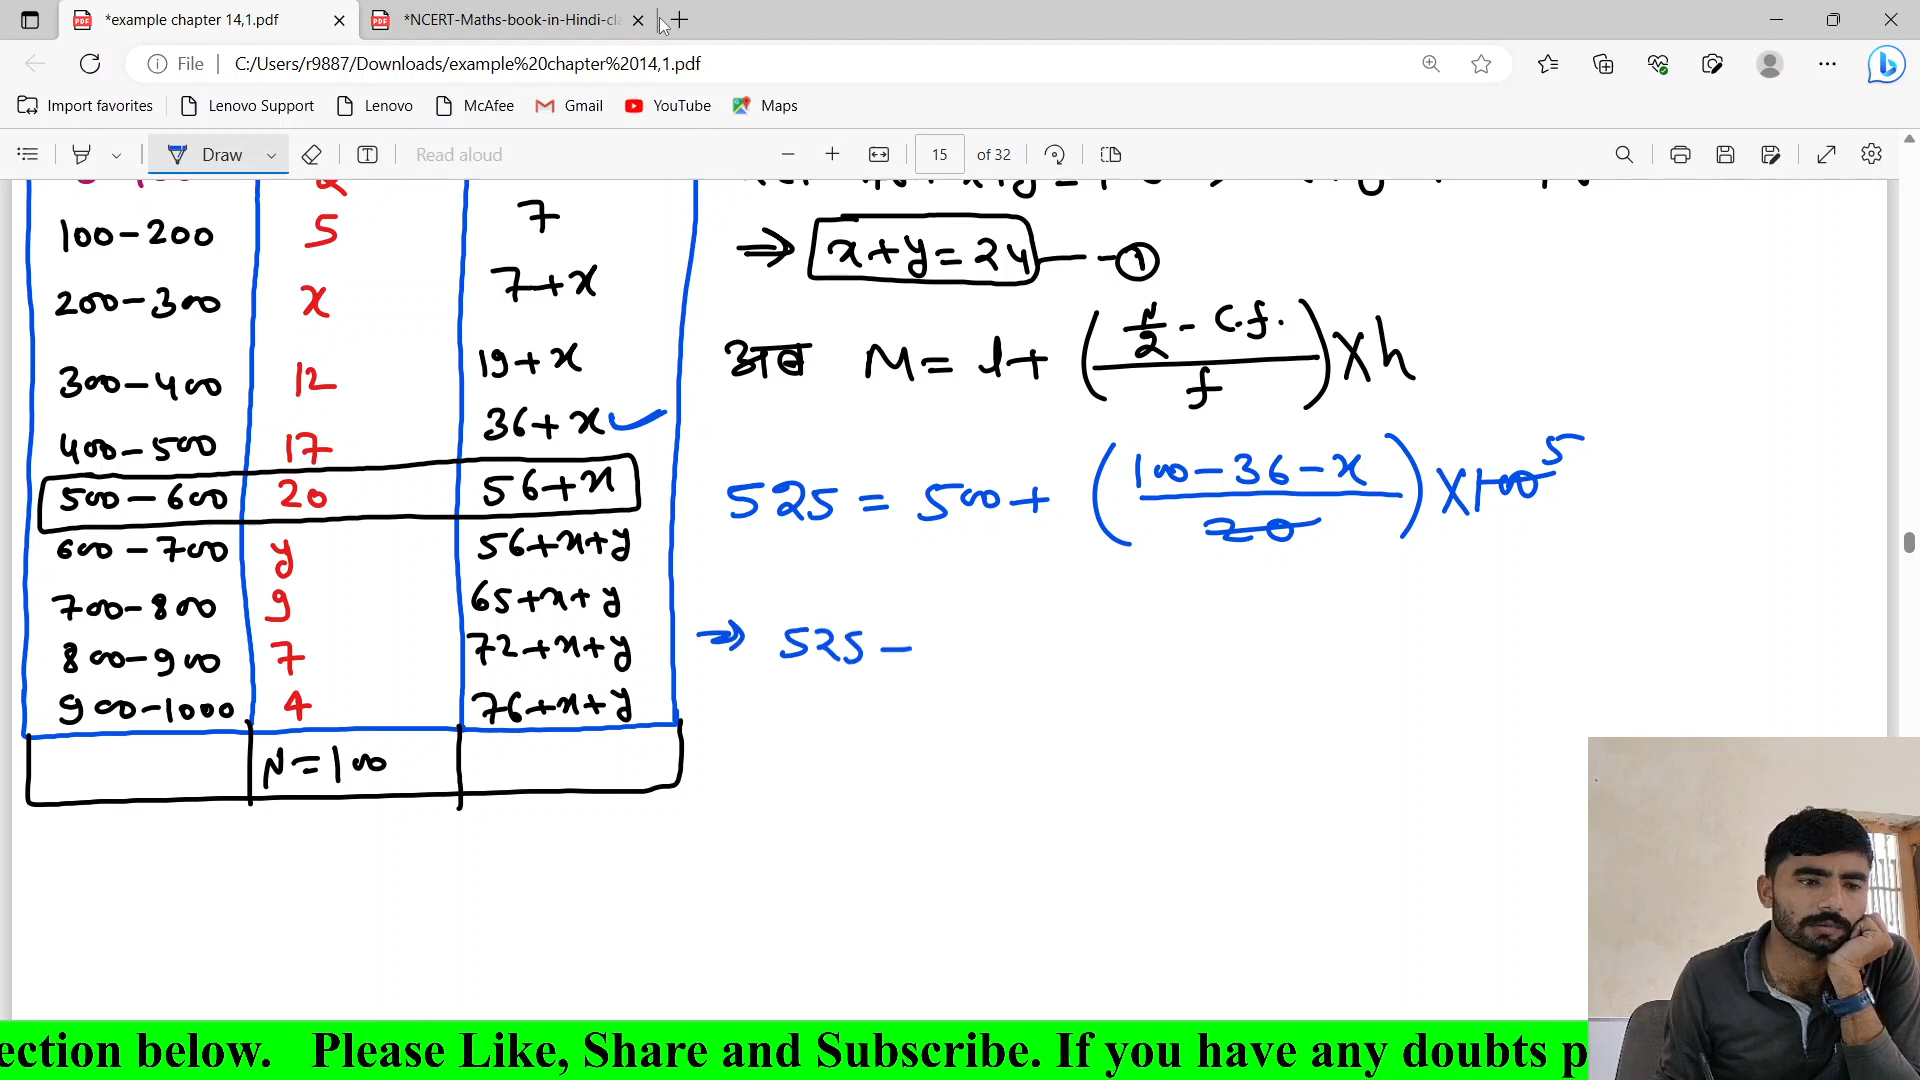 *example chapter 14,1.pdf
*NCERT-Maths-book-in-Hindi-cl
File
C:/Users/r9887/Downloads/example%20chapter%2014,1.pdf
Import favorites
Lenovo Support
Lenovo
McAfee
Gmail
YouTube
Maps
Draw
Read aloud
15 of 32
100-200 5 7
200-300 x 7+x
300-400 12 19+x
400-500 17 36+x
500-600 20 56+x
600-700 y 56+x+y
700-800 9 65+x+y
800-900 7 72+x+y
900-1000 4 76+x+y
N=100
⇒ x+y=24 --①
अब M = l + ( (N/2 - C.f.) / f ) × h
525 = 500 + ( (100-36-x) / 20 ) × 100 5
⇒ 525 -
ection below. Please Like, Share and Subscribe. If you have any doubts p